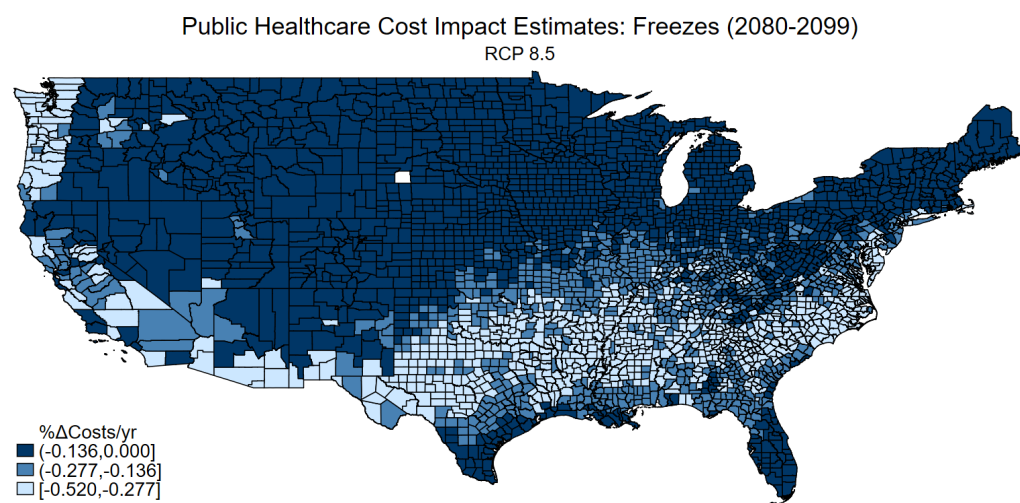 Public Healthcare Cost Impact Estimates: Freezes (2080-2099)
RCP 8.5
%ΔCosts/yr
(-0.136,0.000]
(-0.277,-0.136]
[-0.520,-0.277]